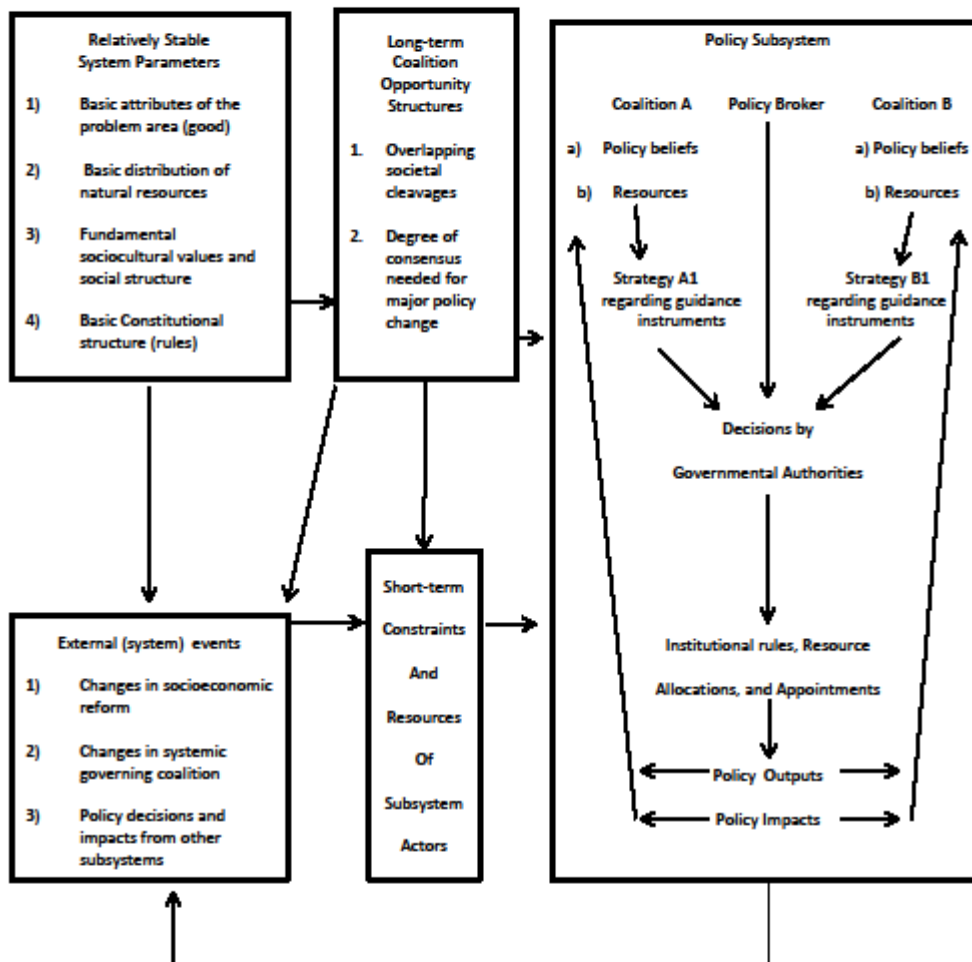 Relatively Stable
System Parameters
1) Basic attributes of the
problem area (good)
2) Basic distribution of
natural resources
3) Fundamental
sociocultural values and
social structure
4) Basic Constitutional
structure (rules)
Long-term
Coalition
Opportunity
Structures
1. Overlapping
societal
cleavages
2. Degree of
consensus
needed for
major policy
change
Policy Subsystem
Coalition A Policy Broker Coalition B
a) Policy beliefs a) Policy beliefs
b) Resources b) Resources
Strategy A1 Strategy B1
regarding guidance regarding guidance
instruments instruments
Decisions by
Governmental Authorities
Institutional rules, Resource
Allocations, and Appointments
Policy Outputs
Policy Impacts
External (system) events
1) Changes in socioeconomic
reform
2) Changes in systemic
governing coalition
3) Policy decisions and
impacts from other
subsystems
Short-term
Constraints
And
Resources
Of
Subsystem
Actors